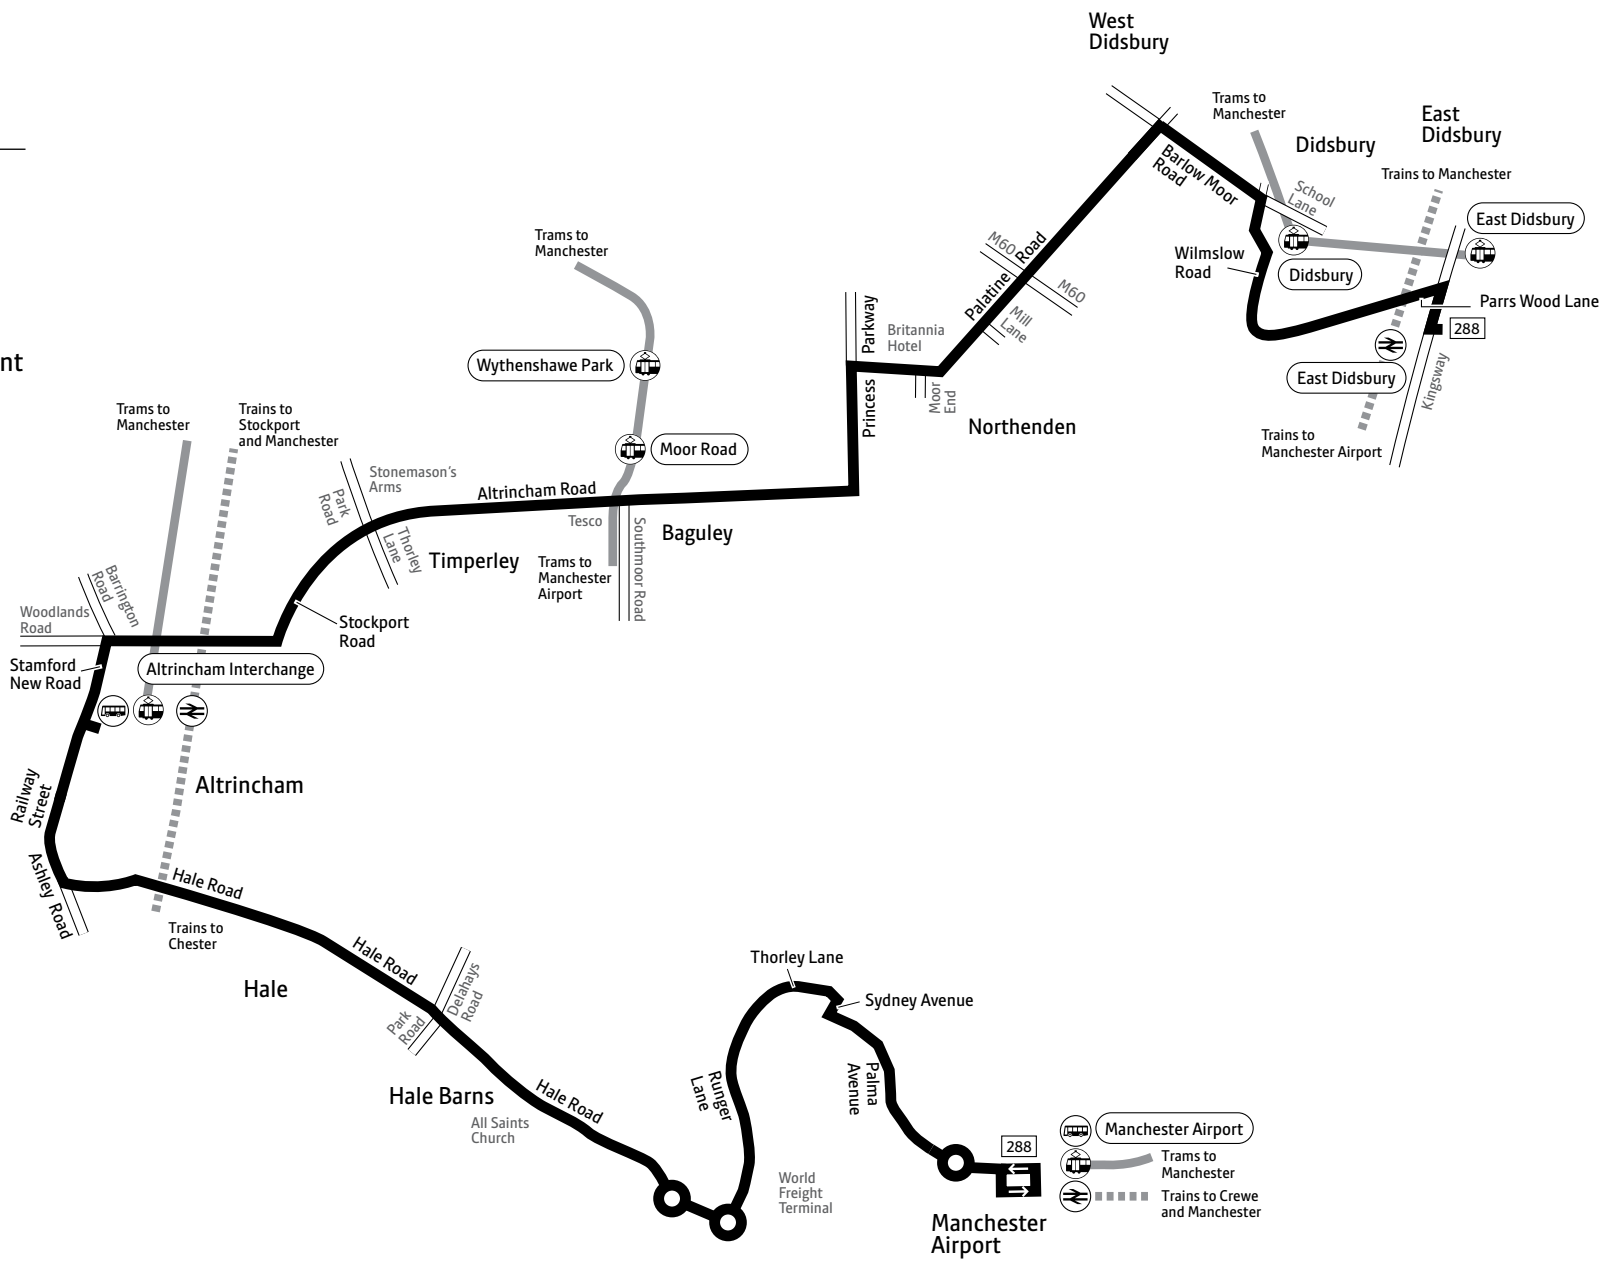 West
Didsbury
Trams to
Manchester
East
Didsbury
Didsbury
Trains to Manchester
Barlow Moor
Road
School
Lane
East Didsbury
Trams to
Manchester
M60
Palatine Road
M60
Mill
Lane
Wilmslow
Road
Didsbury
Parrs Wood Lane
288
East Didsbury
Kingsway
Trains to
Manchester Airport
Princess Parkway
Britannia
Hotel
Moor
End
Northenden
nt
Wythenshawe Park
Moor Road
Trams to
Manchester
Trains to
Stockport
and Manchester
Stonemason's
Arms
Park
Road
Thorley
Lane
Altrincham Road
Tesco
Southmoor Road
Baguley
Timperley
Trams to
Manchester
Airport
Barrington
Road
Woodlands
Road
Stockport
Road
Stamford
New Road
Altrincham Interchange
Altrincham
Railway
Street
Ashley Road
Hale Road
Trains to
Chester
Hale Road
Hale
Delahays
Road
Park
Road
Hale Barns
Hale Road
All Saints
Church
Thorley Lane
Sydney Avenue
Runger
Lane
Palma
Avenue
World
Freight
Terminal
288
Manchester Airport
Trams to
Manchester
Trains to Crewe
and Manchester
Manchester
Airport